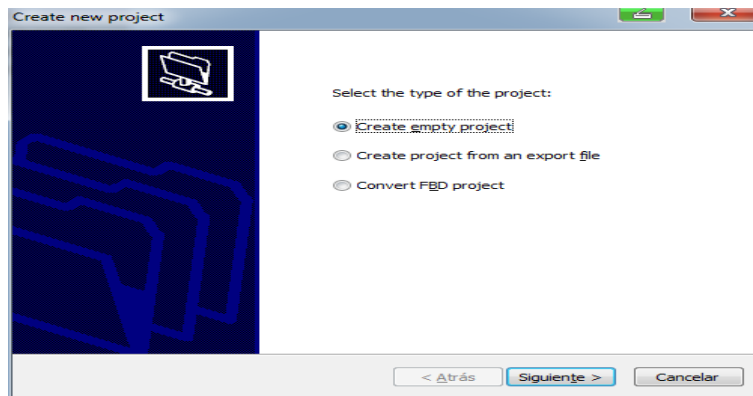 Create new project
Select the type of the project:
Create empty project
Create project from an export file
Convert FBD project
< Atrás Siguiente > Cancelar